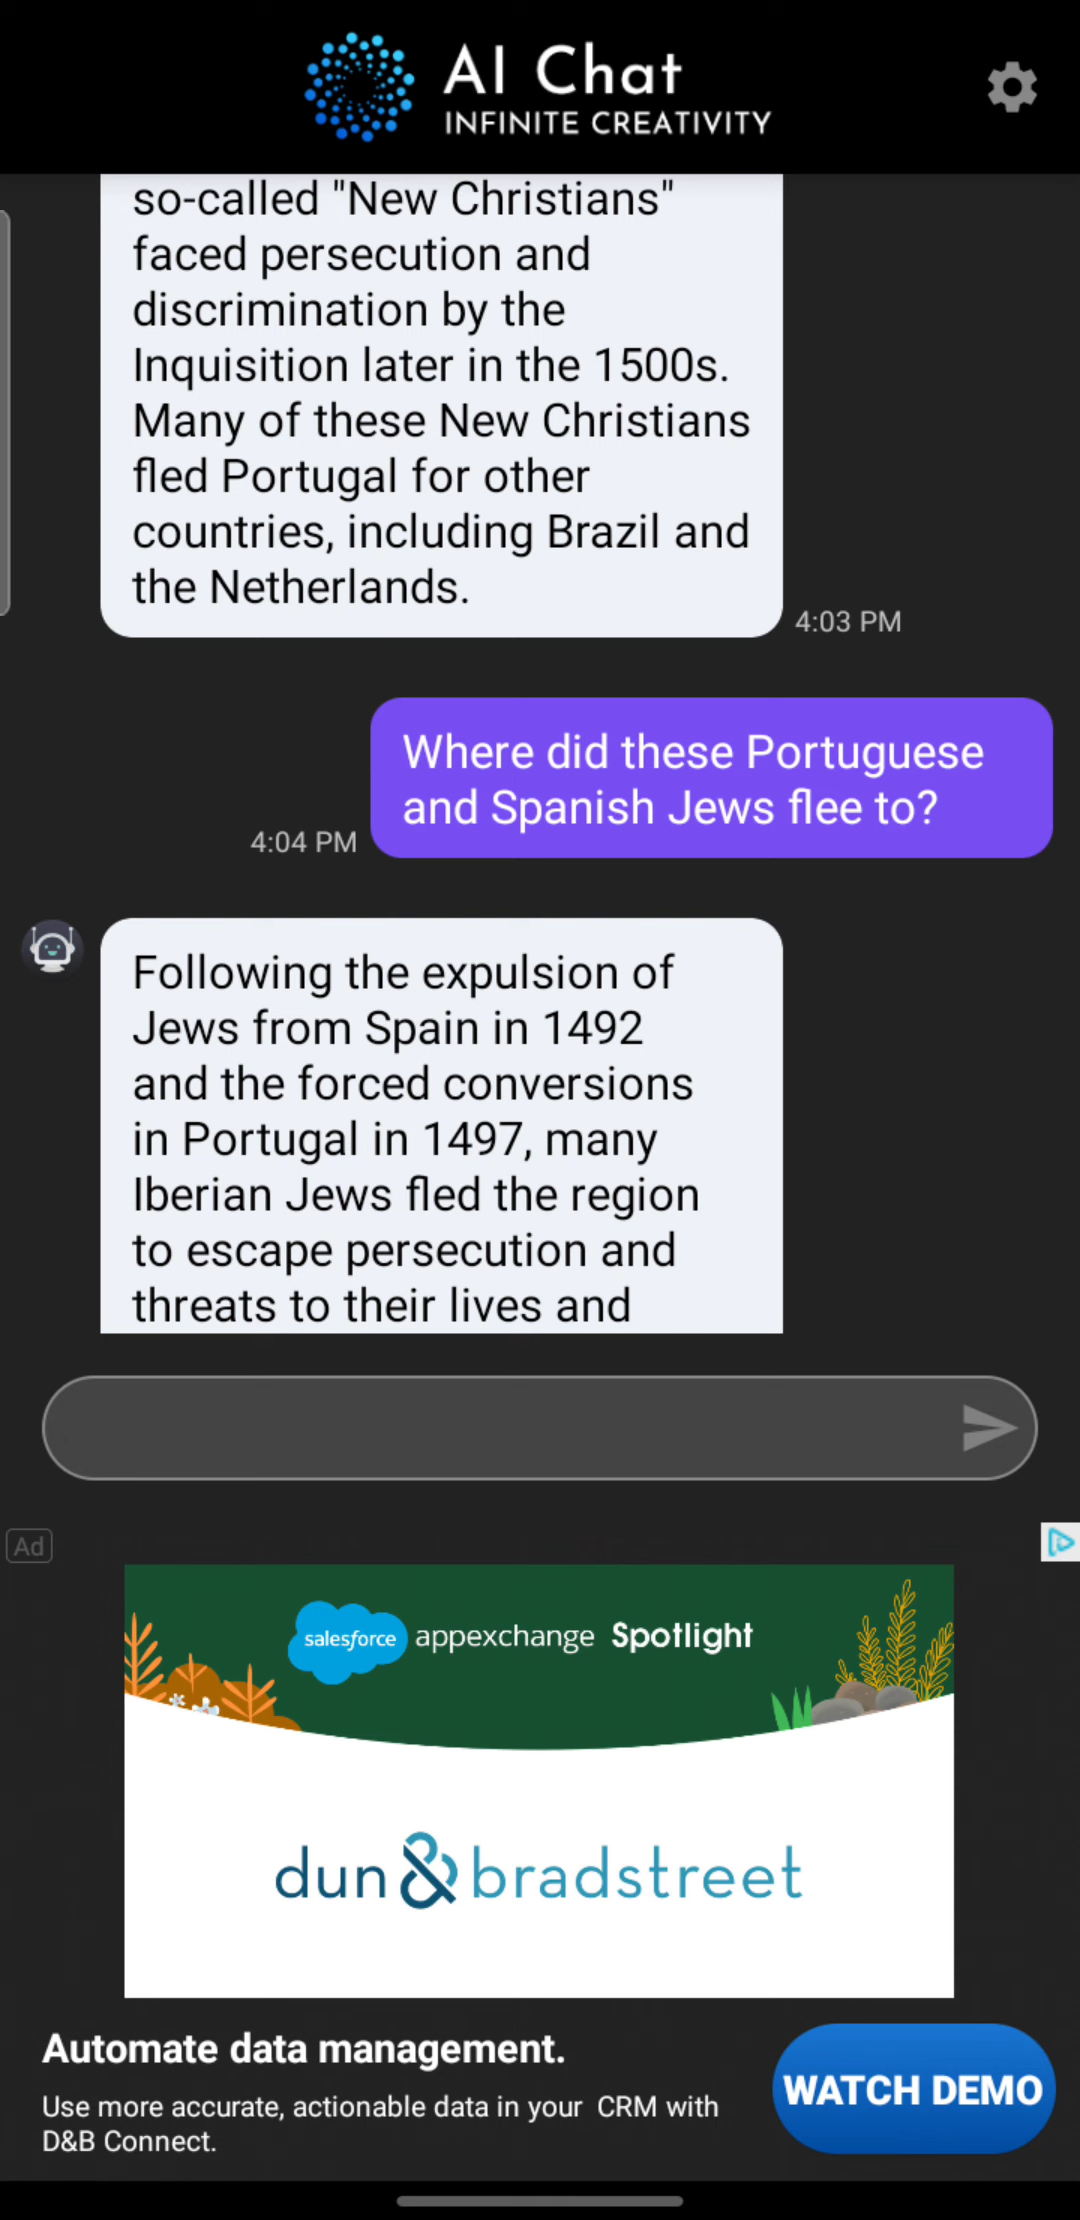 AI Chat
INFINITE CREATIVITY
so-called "New Christians"
faced persecution and
discrimination by the
Inquisition later in the 1500s.
Many of these New Christians
fled Portugal for other
countries, including Brazil and
the Netherlands.
4:03 PM
Where did these Portuguese
and Spanish Jews flee to?
4:04 PM
Following the expulsion of
Jews from Spain in 1492
and the forced conversions
in Portugal in 1497, many
Iberian Jews fled the region
to escape persecution and
threats to their lives and
Ad
salesforce appexchange Spotlight
dun & bradstreet
Automate data management.
Use more accurate, actionable data in your CRM with
D&B Connect.
WATCH DEMO